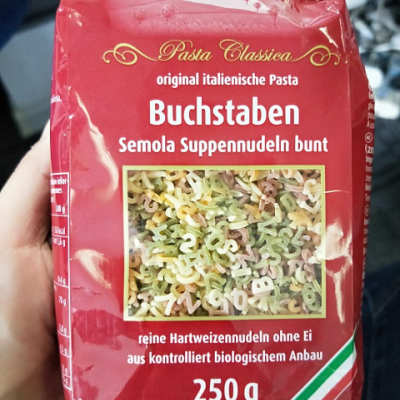 Pasta Classica
original italienische Pasta
Buchstaben
Semola Suppennudeln bunt
reine Hartweizennudeln ohne Ei
aus kontrolliert biologischem Anbau
250 g